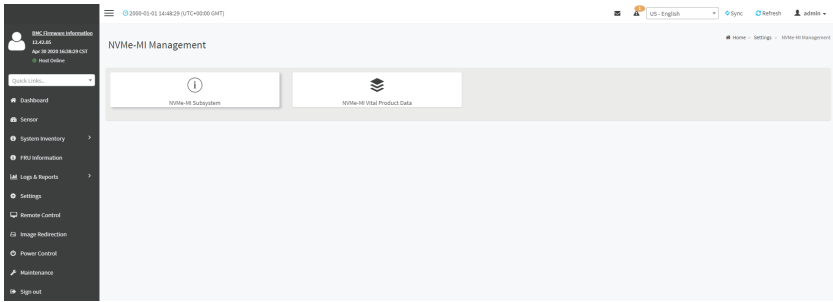 2000-01-01 14:48:29 (UTC+00:00 GMT)
US - English
Sync
Refresh
admin
BMC Firmware Information
13.42.05
Apr 30 2020 16:38:29 CST
Host Online
Quick Links...
NVMe-MI Management
Home - Settings - NVMe-MI Management
NVMe-MI Subsystem
NVMe-MI Vital Product Data
Dashboard
Sensor
System Inventory
FRU Information
Logs & Reports
Settings
Remote Control
Image Redirection
Power Control
Maintenance
Sign out